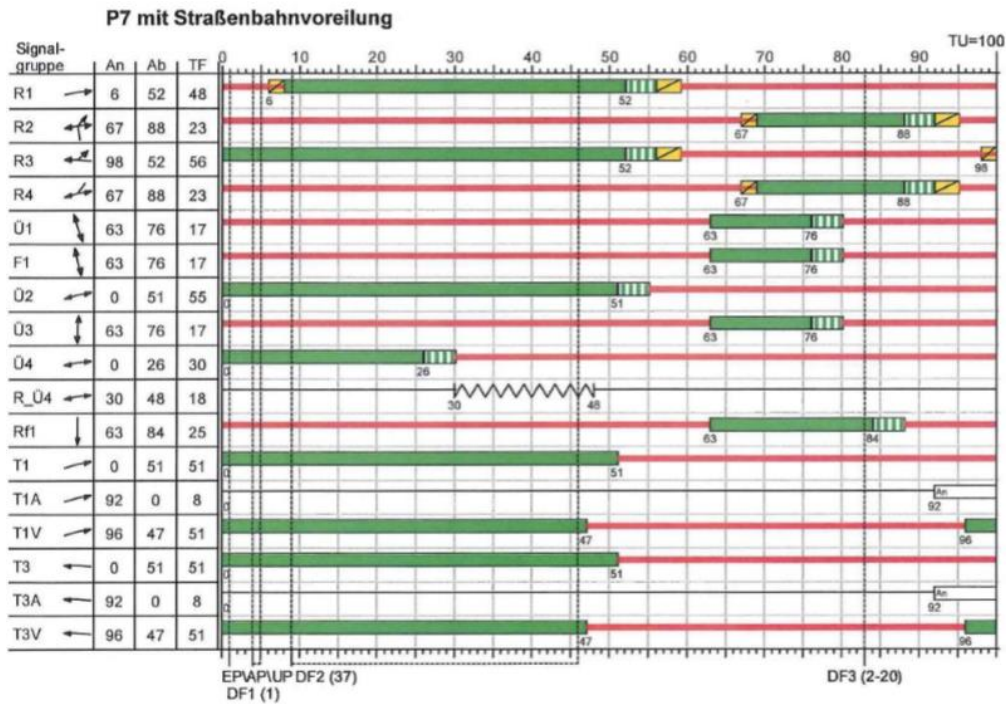 P7 mit Straßenbahnvoreilung
TU=100
Signal-
gruppe An Ab TF 0 10 20 30 40 50 60 70 80 90 100
R1 6 52 48 6 52
R2 67 88 23 67 88
R3 98 52 56 52 98
R4 67 88 23 67 88
Ü1 63 76 17 63 76
F1 63 76 17 63 76
Ü2 0 51 55 0 51
Ü3 63 76 17 63 76
Ü4 0 26 30 0 26
R_Ü4 30 48 18 30 48
Rf1 63 84 25 63 84
T1 0 51 51 0 51
T1A 92 0 8 0 An 92
T1V 96 47 51 47 96
T3 0 51 51 0 51
T3A 92 0 8 0 An 92
T3V 96 47 51 47 96
EP\AP\UP DF2 (37) DF3 (2-20)
DF1 (1)